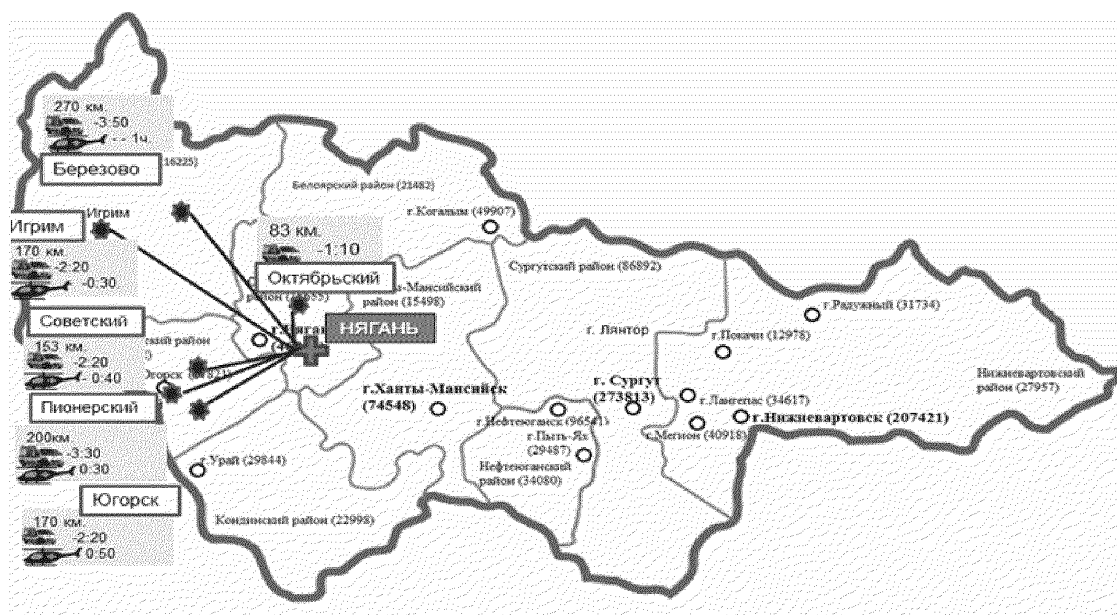 270 км.
-3:50
- - 1ч.
Березово
16225)
Игрим
Игрим
170 км.
-2:20
-0:30
Советский
153 км.
-2:20
- 0:40
Пионерский
200км
-3:30
0:30
Югорск
170 км.
-2:20
0:50
Белоярский район (21482)
83 км.
-1:10
Октябрьский
НЯГАНЬ
район (15498)
г.Когалым (49907)
Сургутский район (86892)
г. Лянтор
г.Радужный (31734)
г.Покачи (12978)
Нижневартовский
район (27957)
г.Ханты-Мансийск
(74548)
г. Сургут
(273813)
г.Лангепас (34617)
г.Нижневартовск (207421)
г.Мегион (40918)
г.Нефтеюганск (96541)
г.Пыть-Ях
(29487)
Нефтеюганский
район (34080)
г.Урай (29844)
Кондинский район (22998)